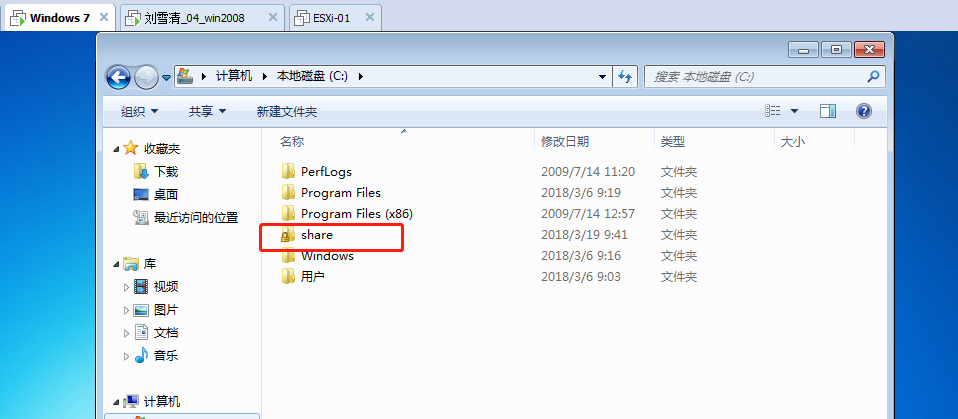 Windows 7 刘雪清_04_win2008 ESXi-01
计算机 本地磁盘 (C:) 搜索 本地磁盘 (C:)
组织 共享 新建文件夹
名称 修改日期 类型 大小
收藏夹
下载
桌面
最近访问的位置
库
视频
图片
文档
音乐
计算机
PerfLogs 2009/7/14 11:20 文件夹
Program Files 2018/3/6 9:19 文件夹
Program Files (x86) 2009/7/14 12:57 文件夹
share 2018/3/19 9:41 文件夹
Windows 2018/3/6 9:16 文件夹
用户 2018/3/6 9:03 文件夹